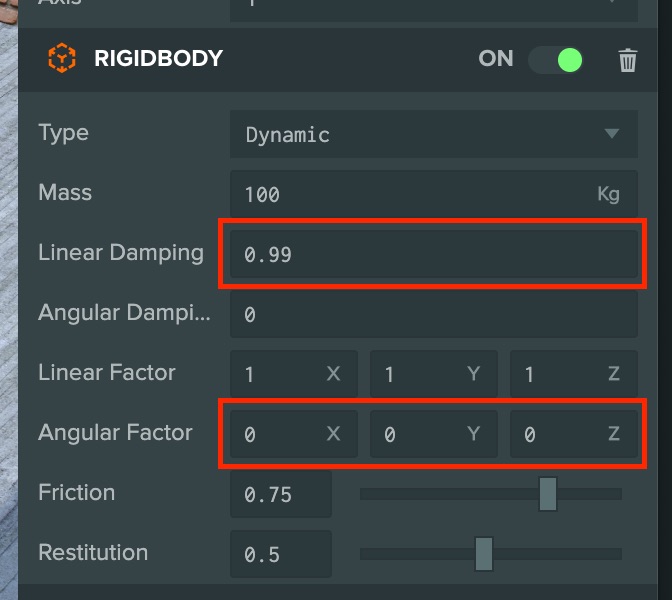 RIGIDBODY ON
Type Dynamic
Mass 100 Kg
Linear Damping 0.99
Angular Dampi... 0
Linear Factor 1 X 1 Y 1 Z
Angular Factor 0 X 0 Y 0 Z
Friction 0.75
Restitution 0.5